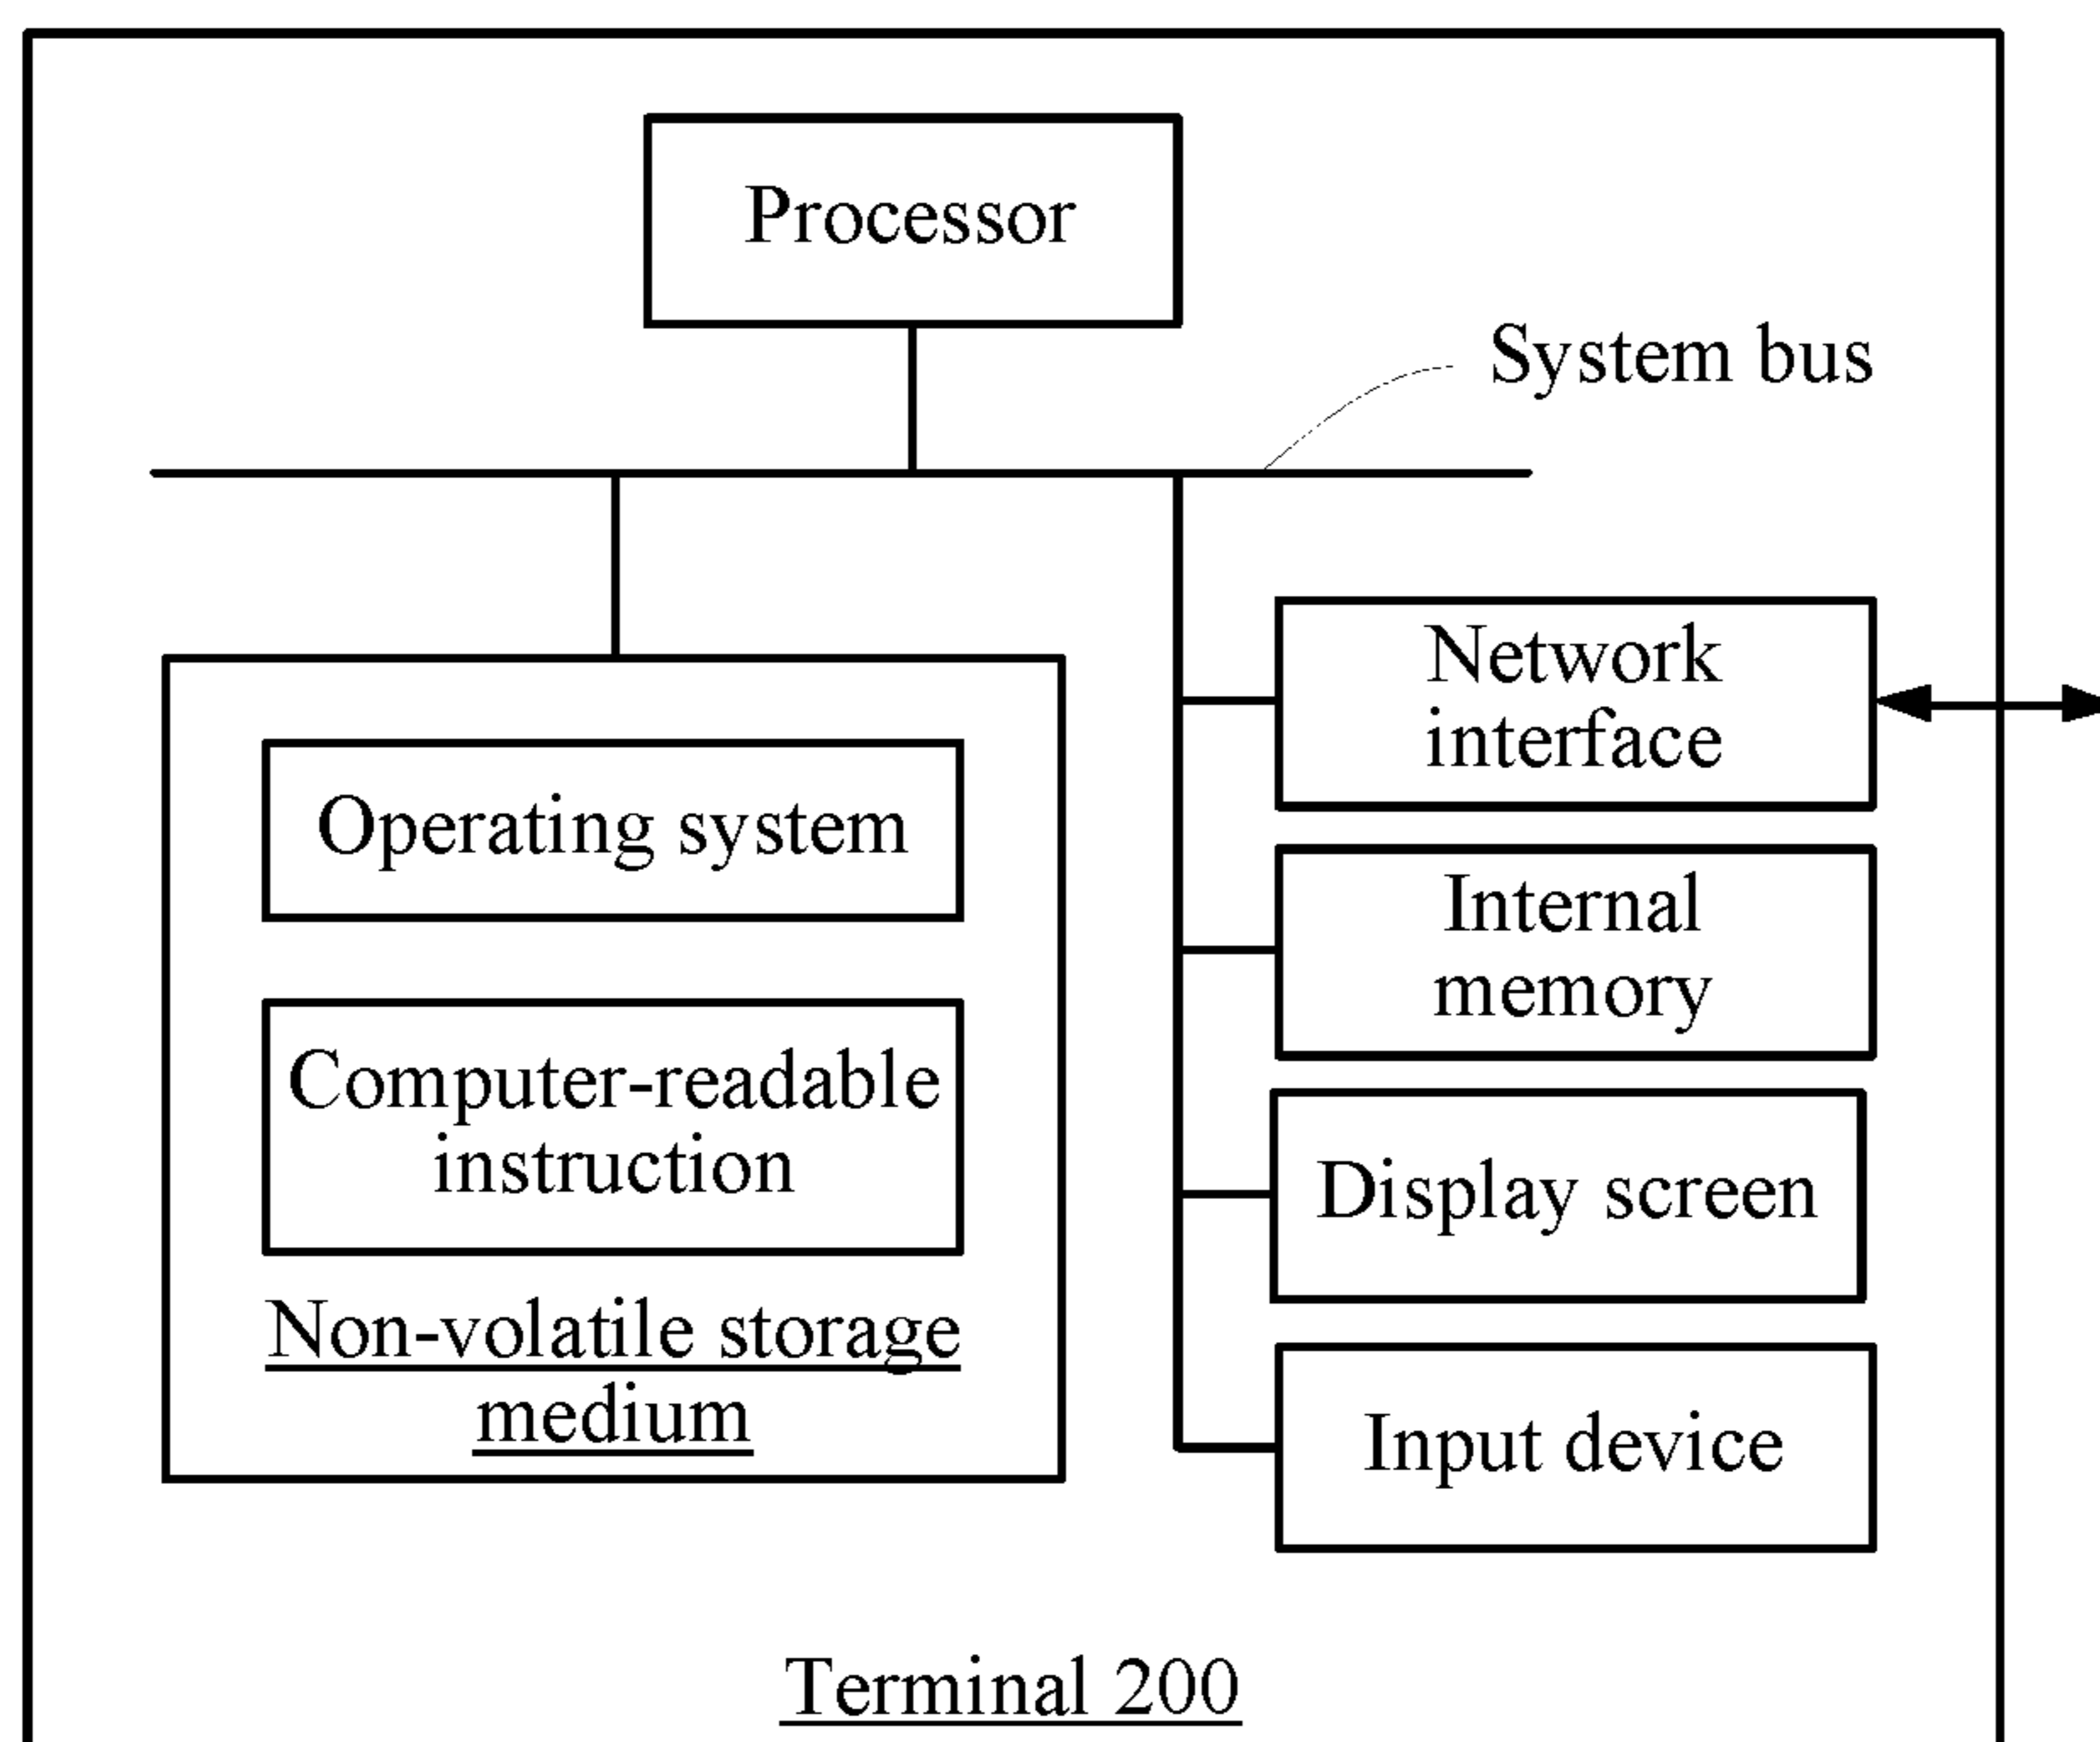 Processor
System bus
Operating system
Computer-readable
instruction
Non-volatile storage
medium
Network
interface
Internal
memory
Display screen
Input device
Terminal 200